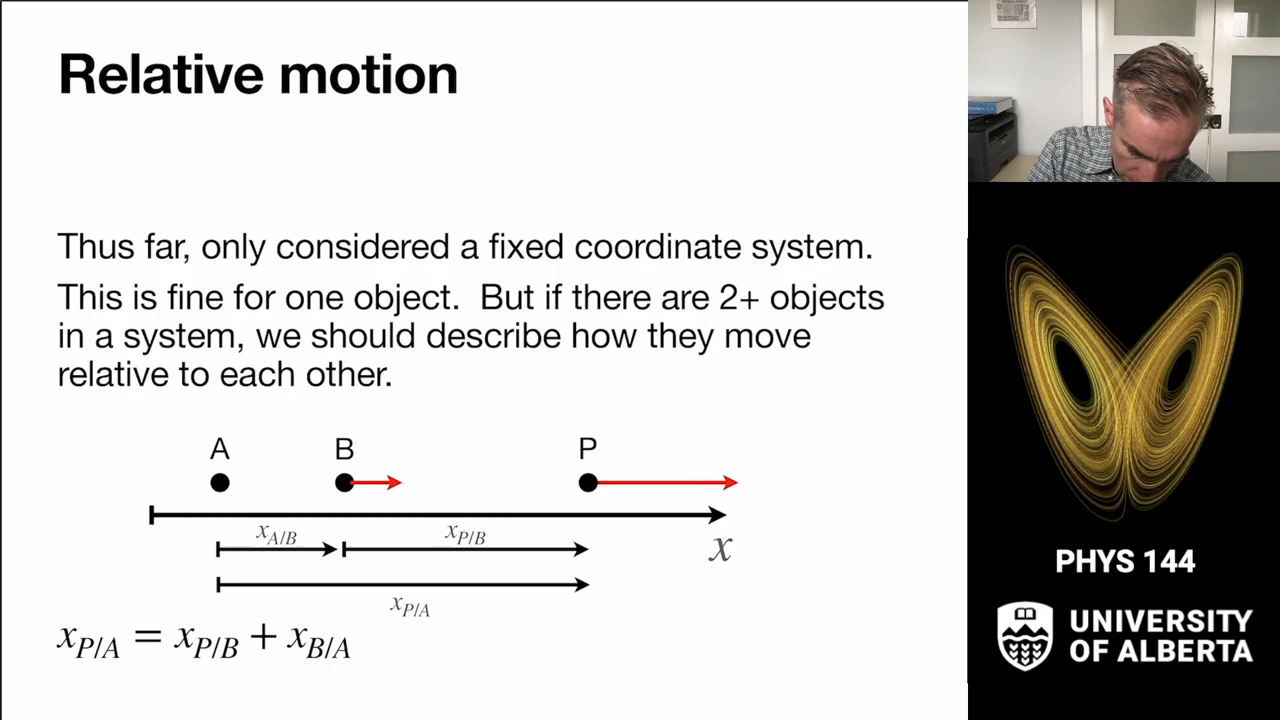 Relative motion
Thus far, only considered a fixed coordinate system.
This is fine for one object. But if there are 2+ objects
in a system, we should describe how they move
relative to each other.
A B P
x_{A/B} x_{P/B} x
x_{P/A}
x_{P/A} = x_{P/B} + x_{B/A}
PHYS 144
UNIVERSITY
OF ALBERTA